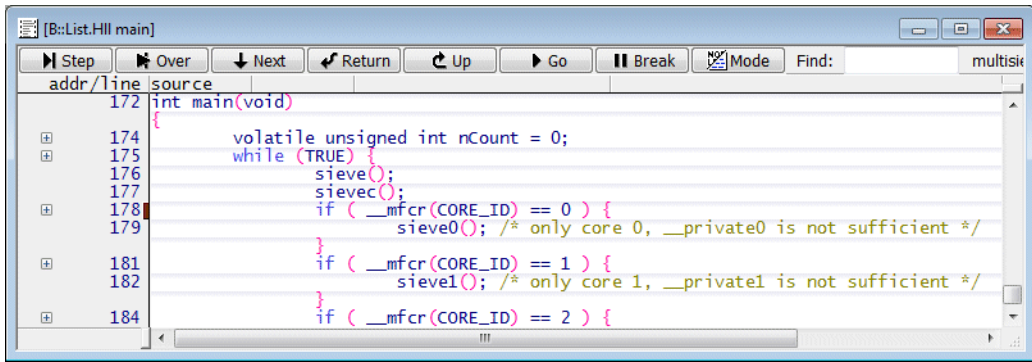 [B::List.Hll main]
Step Over Next Return Up Go Break Mode Find: multisie
addr/line source
172 int main(void)
{
174 volatile unsigned int nCount = 0;
175 while (TRUE) {
176 sieve();
177 sievec();
178 if ( __mfcr(CORE_ID) == 0 ) {
179 sieve0(); /* only core 0, __private0 is not sufficient */
}
181 if ( __mfcr(CORE_ID) == 1 ) {
182 sieve1(); /* only core 1, __private1 is not sufficient */
}
184 if ( __mfcr(CORE_ID) == 2 ) {